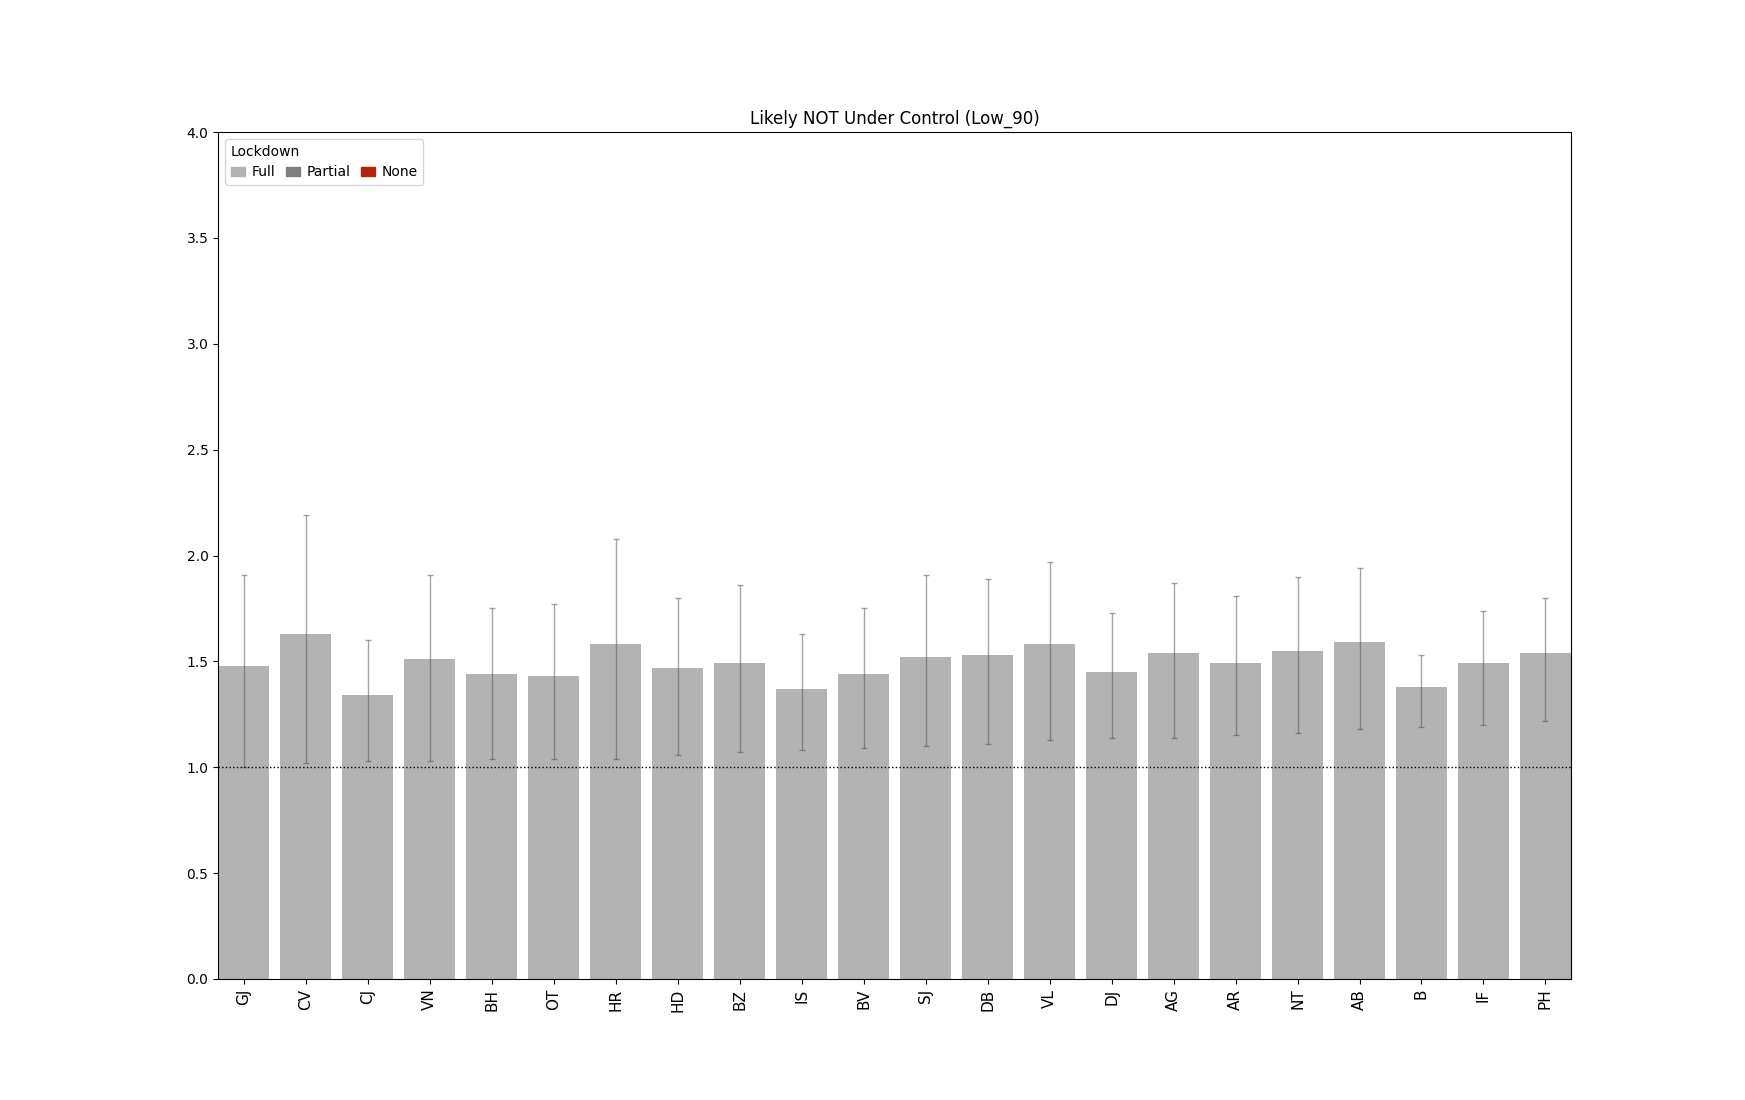 Likely NOT Under Control (Low_90)
Lockdown
Full Partial None
4.0
3.5
3.0
2.5
2.0
1.5
1.0
0.5
0.0
GJ CV CJ VN BH OT HR HD BZ IS BV SJ DB VL DJ AG AR NT AB B IF PH